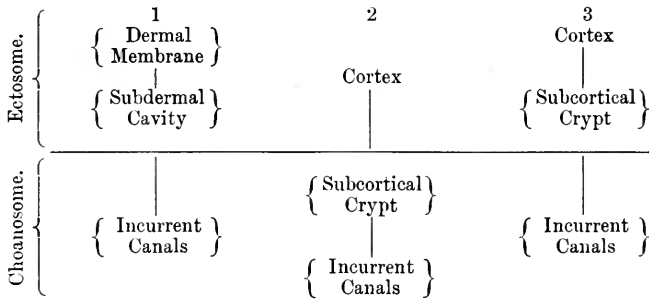 1 2 3
Ectosome.
{ Dermal Membrane }
{ Subdermal Cavity }
Cortex
Cortex
{ Subcortical Crypt }
Choanosome.
{ Incurrent Canals }
{ Subcortical Crypt }
{ Incurrent Canals }
{ Incurrent Canals }